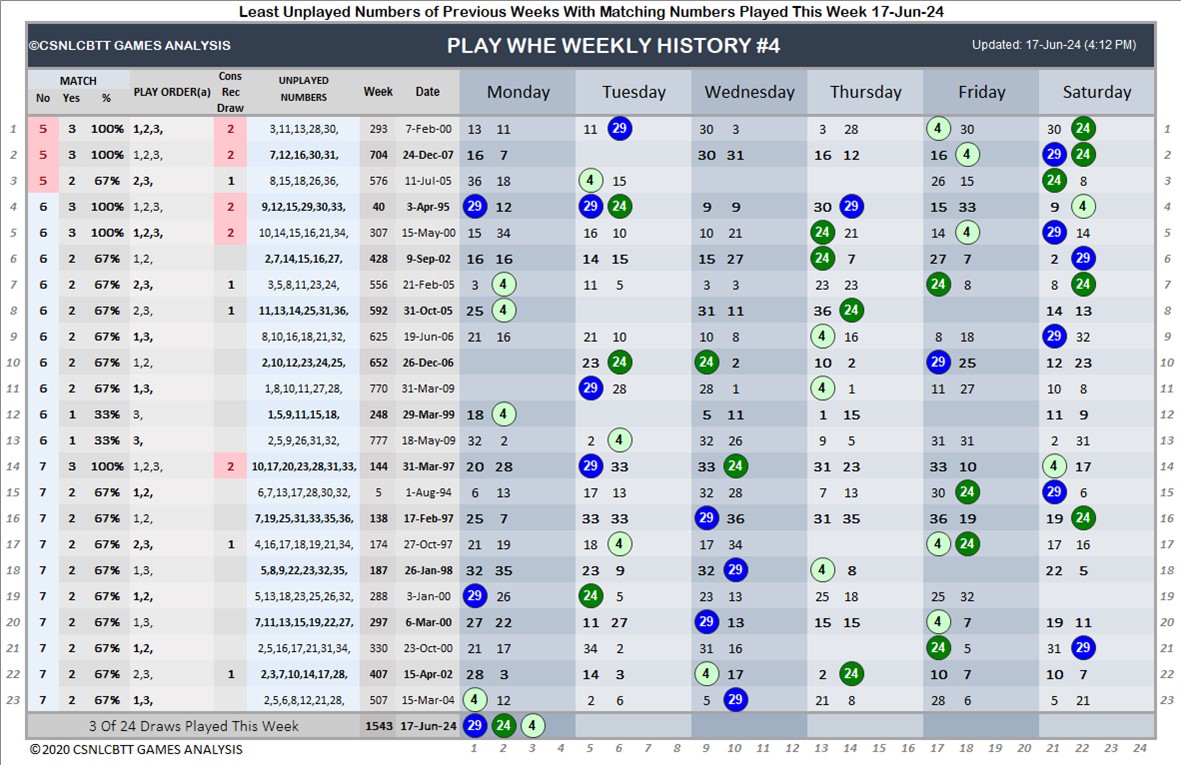 Least Unplayed Numbers of Previous Weeks With Matching Numbers Played This Week 17-Jun-24
©CSNLCBTT GAMES ANALYSIS PLAY WHE WEEKLY HISTORY #4 Updated: 17-Jun-24 (4:12 PM)
MATCH
No Yes % PLAY ORDER(a) Cons Rec Draw UNPLAYED NUMBERS Week Date Monday Tuesday Wednesday Thursday Friday Saturday
1 5 3 100% 1,2,3, 2 3,11,13,28,30, 293 7-Feb-00 13 11 11 29 30 3 3 28 4 30 30 24 1
2 5 3 100% 1,2,3, 2 7,12,16,30,31, 704 24-Dec-07 16 7 30 31 16 12 16 4 29 24 2
3 5 2 67% 2,3, 1 8,15,18,26,36, 576 11-Jul-05 36 18 4 15 26 15 24 8 3
4 6 3 100% 1,2,3, 2 9,12,15,29,30,33, 40 3-Apr-95 29 12 29 24 9 9 30 29 15 33 9 4 4
5 6 3 100% 1,2,3, 2 10,14,15,16,21,34, 307 15-May-00 15 34 16 10 10 21 24 21 14 4 29 14 5
6 6 2 67% 1,2, 2,7,14,15,16,27, 428 9-Sep-02 16 16 14 15 15 27 24 7 27 7 2 29 6
7 6 2 67% 2,3, 1 3,5,8,11,23,24, 556 21-Feb-05 3 4 11 5 3 3 23 23 24 8 8 24 7
8 6 2 67% 2,3, 1 11,13,14,25,31,36, 592 31-Oct-05 25 4 31 11 36 24 14 13 8
9 6 2 67% 1,3, 8,10,16,18,21,32, 625 19-Jun-06 21 16 21 10 10 8 4 16 8 18 29 32 9
10 6 2 67% 1,2, 2,10,12,23,24,25, 652 26-Dec-06 23 24 24 2 10 2 29 25 12 23 10
11 6 2 67% 1,3, 1,8,10,11,27,28, 770 31-Mar-09 29 28 28 1 4 1 11 27 10 8 11
12 6 1 33% 3, 1,5,9,11,15,18, 248 29-Mar-99 18 4 5 11 1 15 11 9 12
13 6 1 33% 3, 2,5,9,26,31,32, 777 18-May-09 32 2 2 4 32 26 9 5 31 31 2 31 13
14 7 3 100% 1,2,3, 2 10,17,20,23,28,31,33, 144 31-Mar-97 20 28 29 33 33 24 31 23 33 10 4 17 14
15 7 2 67% 1,2, 6,7,13,17,28,30,32, 5 1-Aug-94 6 13 17 13 32 28 7 13 30 24 29 6 15
16 7 2 67% 1,2, 7,19,25,31,33,35,36, 138 17-Feb-97 25 7 33 33 29 36 31 35 36 19 19 24 16
17 7 2 67% 2,3, 1 4,16,17,18,19,21,34, 174 27-Oct-97 21 19 18 4 17 34 4 24 17 16 17
18 7 2 67% 1,3, 5,8,9,22,23,32,35, 187 26-Jan-98 32 35 23 9 32 29 4 8 22 5 18
19 7 2 67% 1,2, 5,13,18,23,25,26,32, 288 3-Jan-00 29 26 24 5 23 13 25 18 25 32 19
20 7 2 67% 1,3, 7,11,13,15,19,22,27, 297 6-Mar-00 27 22 11 27 29 13 15 15 4 7 19 11 20
21 7 2 67% 1,2, 2,5,16,17,21,31,34, 330 23-Oct-00 21 17 34 2 31 16 24 5 31 29 21
22 7 2 67% 2,3, 1 2,3,7,10,14,17,28, 407 15-Apr-02 28 3 14 3 4 17 2 24 10 7 10 7 22
23 7 2 67% 1,3, 2,5,6,8,12,21,28, 507 15-Mar-04 4 12 2 6 5 29 21 8 28 6 5 21 23
3 Of 24 Draws Played This Week 1543 17-Jun-24 29 24 4
© 2020 CSNLCBTT GAMES ANALYSIS 1 2 3 4 5 6 7 8 9 10 11 12 13 14 15 16 17 18 19 20 21 22 23 24